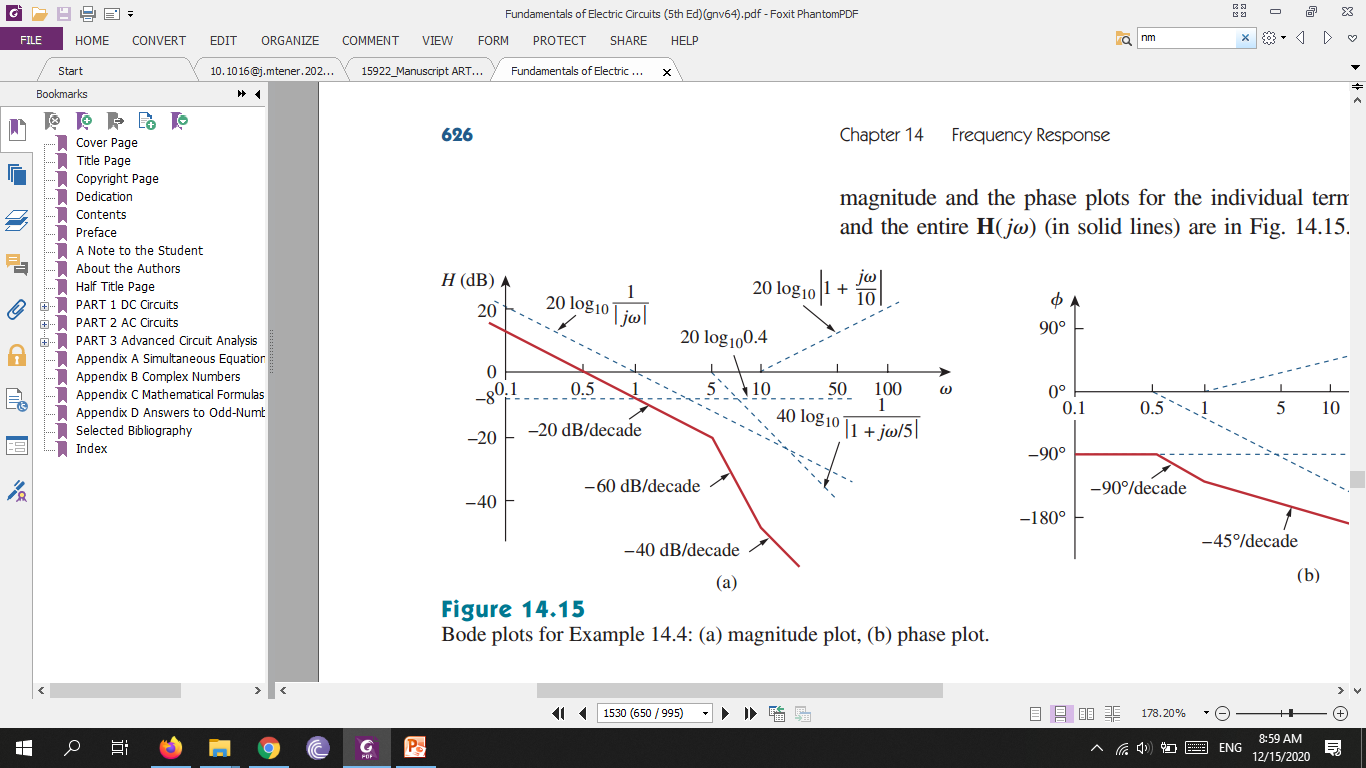 Fundamentals of Electric Circuits (5th Ed)(gnv64).pdf - Foxit PhantomPDF
FILE HOME CONVERT EDIT ORGANIZE COMMENT VIEW FORM PROTECT SHARE HELP
nm
Start
10.1016@j.mtener.202...
15922_Manuscript ART...
Fundamentals of Electric ...
Bookmarks
Cover Page
Title Page
Copyright Page
Dedication
Contents
Preface
A Note to the Student
About the Authors
Half Title Page
PART 1 DC Circuits
PART 2 AC Circuits
PART 3 Advanced Circuit Analysis
Appendix A Simultaneous Equation
Appendix B Complex Numbers
Appendix C Mathematical Formulas
Appendix D Answers to Odd-Numb
Selected Bibliography
Index
626
Chapter 14 Frequency Response
magnitude and the phase plots for the individual term
and the entire H(jω) (in solid lines) are in Fig. 14.15.
H (dB)
20
0
−8
−20
−40
20 log₁₀ 1/|jω|
20 log₁₀ |1 + jω/10|
20 log₁₀0.4
40 log₁₀ 1/|1 + jω/5|
0.1 0.5 1 5 10 50 100 ω
−20 dB/decade
−60 dB/decade
−40 dB/decade
(a)
ϕ
90°
0°
−90°
−180°
0.1 0.5 1 5 10
−90°/decade
−45°/decade
(b)
Figure 14.15
Bode plots for Example 14.4: (a) magnitude plot, (b) phase plot.
1530 (650 / 995)
178.20%
ENG
8:59 AM
12/15/2020